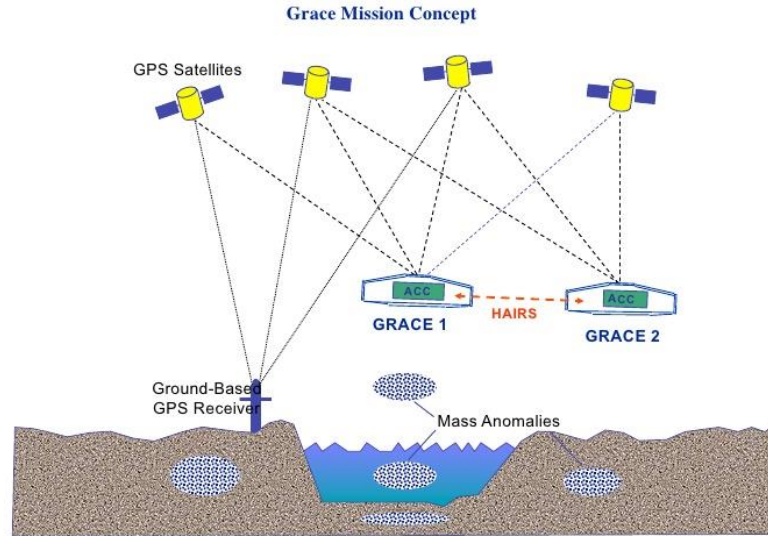 Grace Mission Concept
GPS Satellites
ACC
ACC
HAIRS
GRACE 1
GRACE 2
Ground-Based
GPS Receiver
Mass Anomalies